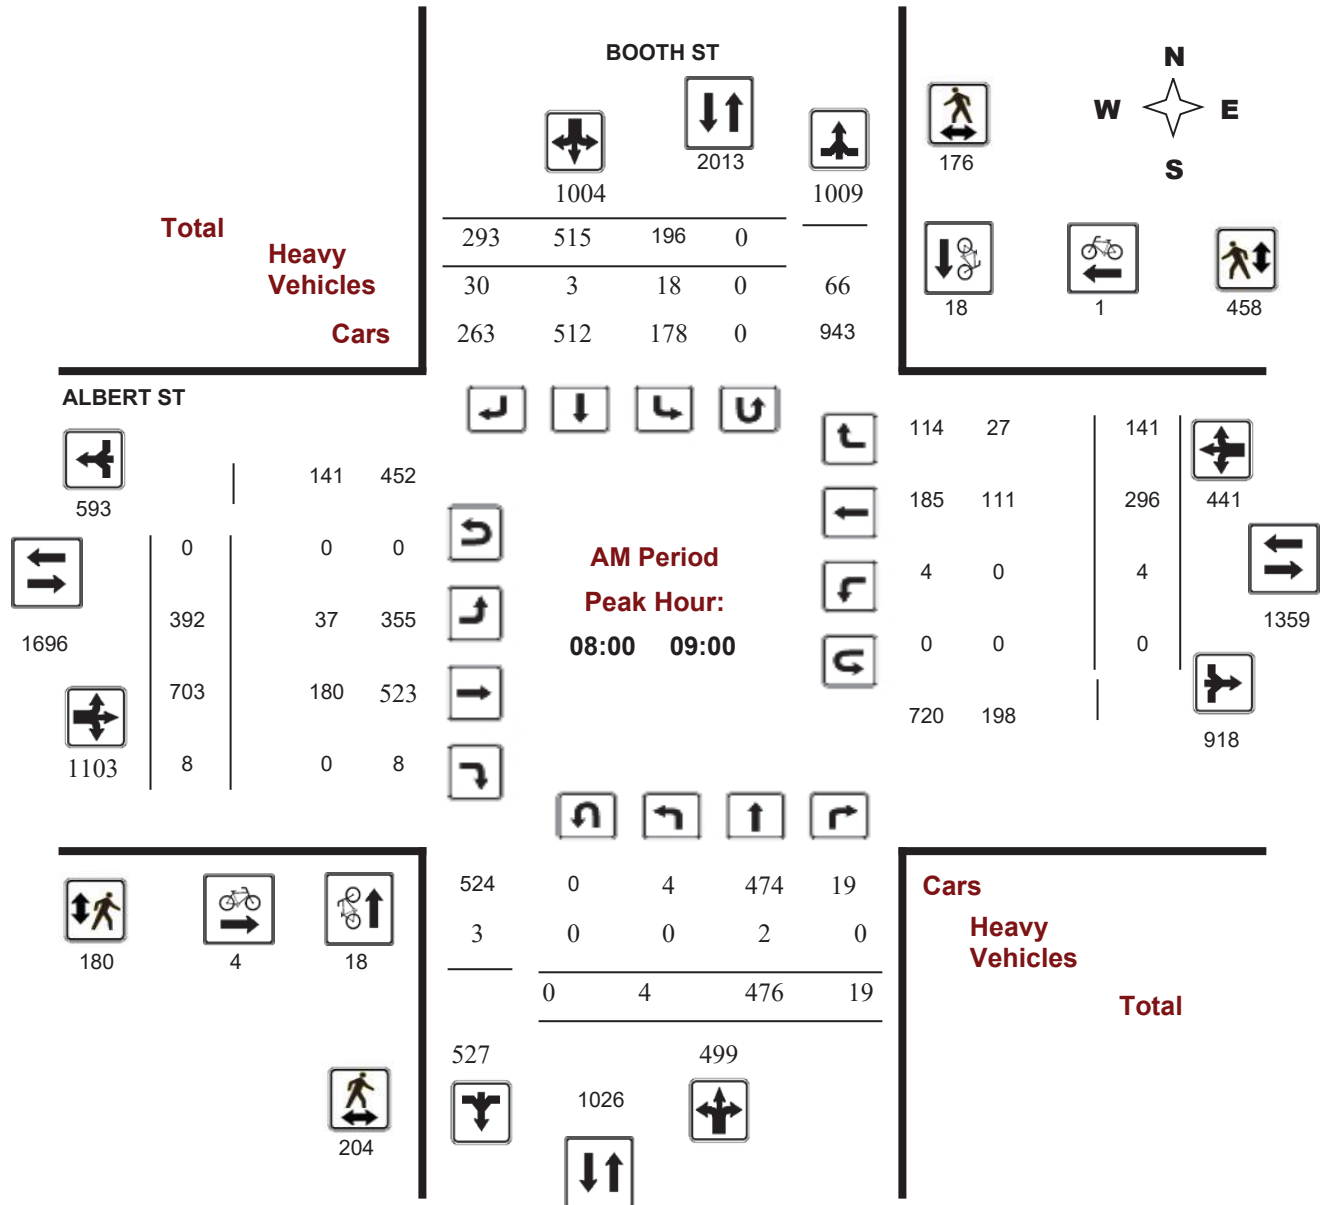 BOOTH ST
N
W E
S
2013
176
1004 1009
Total
293 515 196 0
Heavy
Vehicles
30 3 18 0 66
18 1 458
Cars
263 512 178 0 943
ALBERT ST
114 27 141
141 452
593
185 111 296 441
0 0 0
AM Period
4 0 4
392 37 355
Peak Hour:
1359
1696
08:00 09:00
0 0 0
703 180 523
720 198
918
1103 8 0 8
524 0 4 474 19
Cars
3 0 0 2 0
Heavy
Vehicles
180 4 18
0 4 476 19
Total
527 499
1026
204